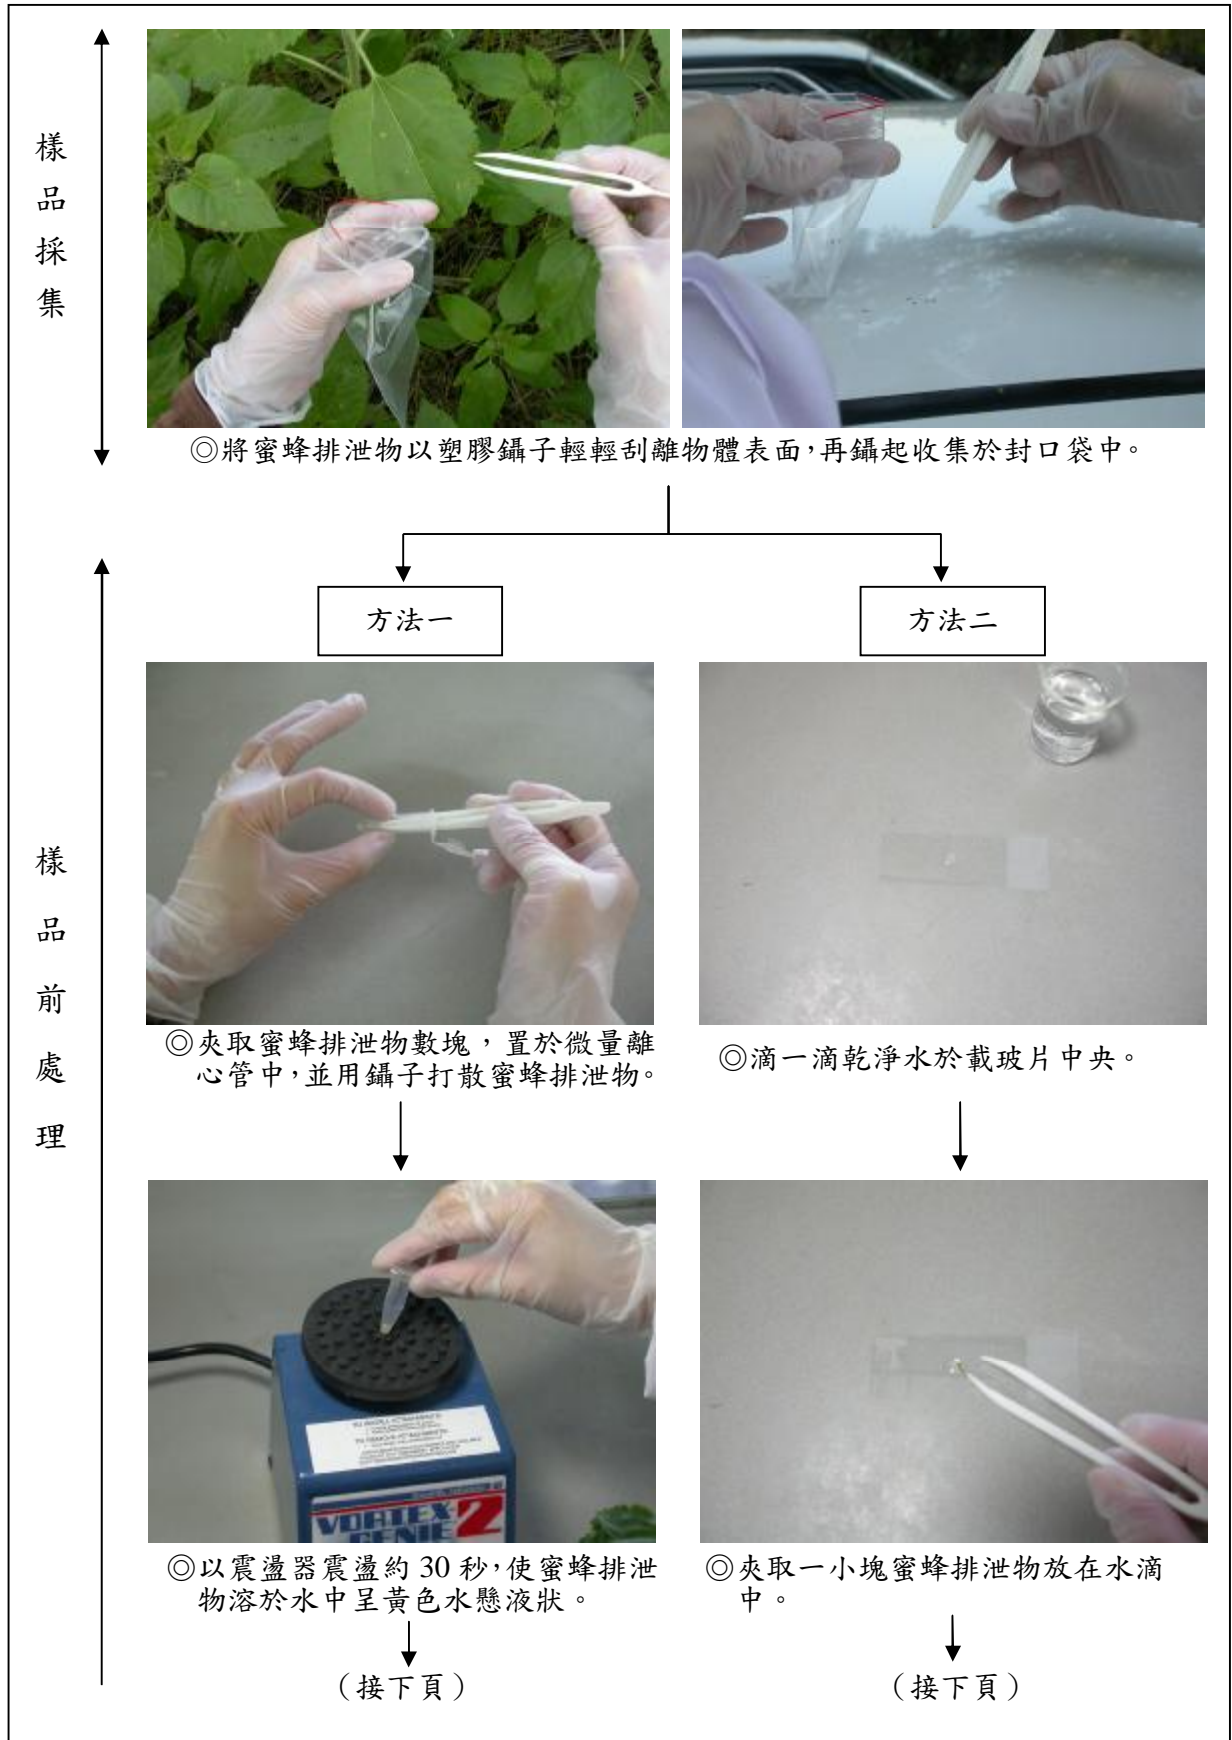 樣品採集
◎將蜜蜂排泄物以塑膠鑷子輕輕刮離物體表面，再鑷起收集於封口袋中。
方法一
方法二
樣品前處理
◎夾取蜜蜂排泄物數塊，置於微量離
心管中，並用鑷子打散蜜蜂排泄物。
◎滴一滴乾淨水於載玻片中央。
VORTEX-
GENIE 2
◎以震盪器震盪約 30 秒，使蜜蜂排泄
物溶於水中呈黃色水懸液狀。
◎夾取一小塊蜜蜂排泄物放在水滴
中。
（接下頁）
（接下頁）